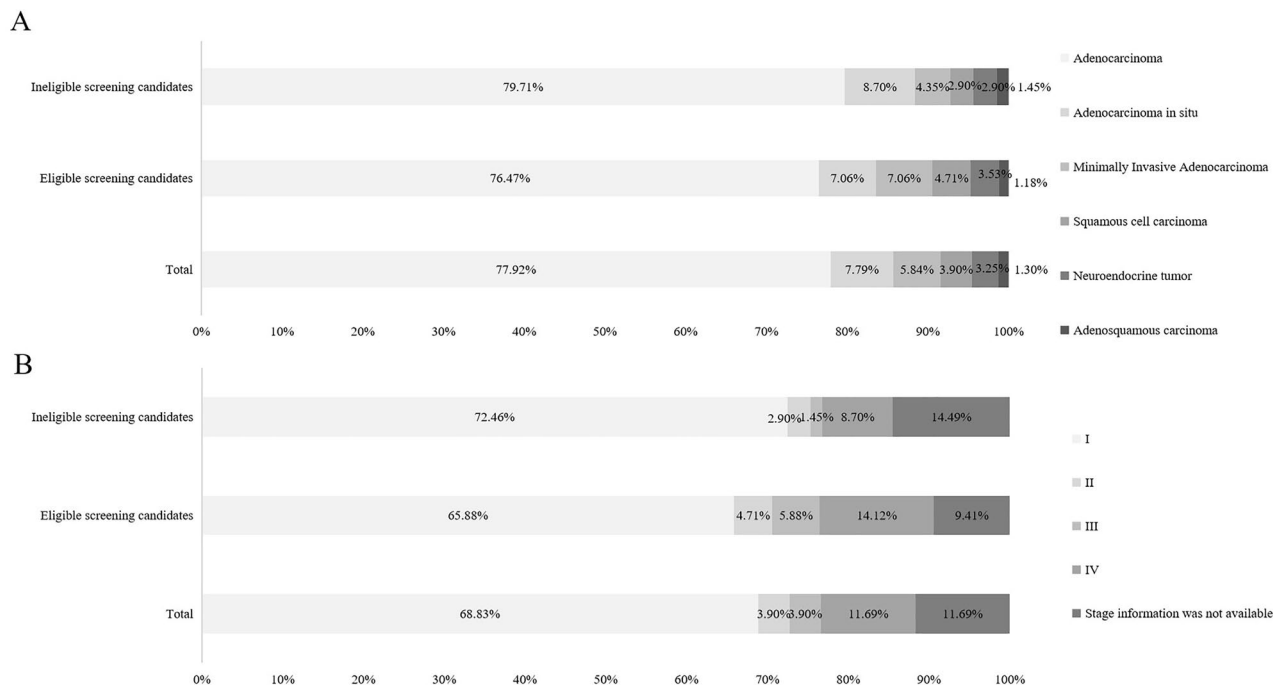 A
Ineligible screening candidates
79.71%
8.70%
4.35%
2.90%
2.90%
1.45%
Eligible screening candidates
76.47%
7.06%
7.06%
4.71%
3.53%
1.18%
Total
77.92%
7.79%
5.84%
3.90%
3.25%
1.30%
0% 10% 20% 30% 40% 50% 60% 70% 80% 90% 100%
Adenocarcinoma
Adenocarcinoma in situ
Minimally Invasive Adenocarcinoma
Squamous cell carcinoma
Neuroendocrine tumor
Adenosquamous carcinoma
B
Ineligible screening candidates
72.46%
2.90%
1.45%
8.70%
14.49%
Eligible screening candidates
65.88%
4.71%
5.88%
14.12%
9.41%
Total
68.83%
3.90%
3.90%
11.69%
11.69%
0% 10% 20% 30% 40% 50% 60% 70% 80% 90% 100%
I
II
III
IV
Stage information was not available